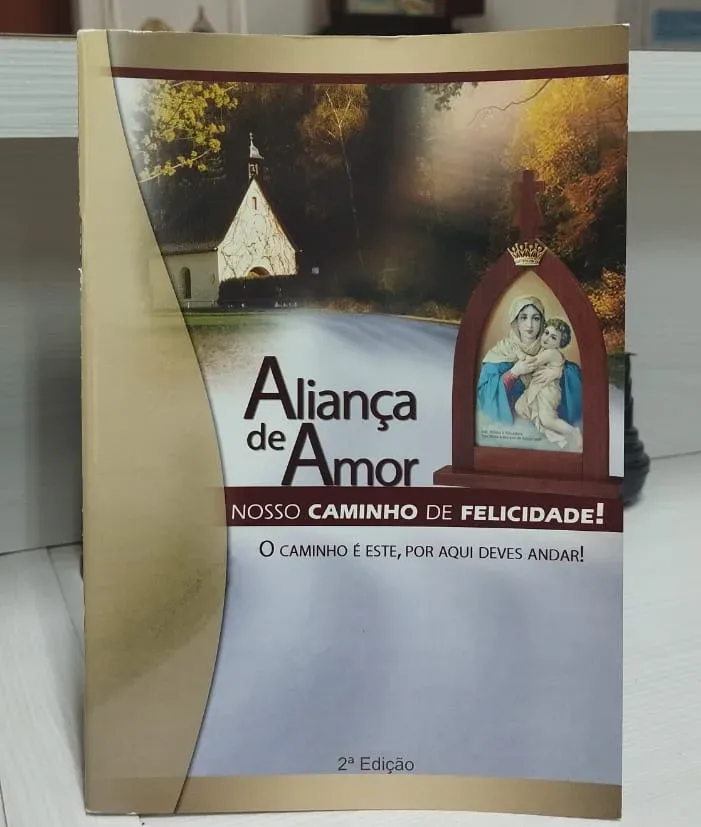 Aliança
de Amor
NOSSO CAMINHO DE FELICIDADE!
O CAMINHO É ESTE, POR AQUI DEVES ANDAR!
2ª Edição